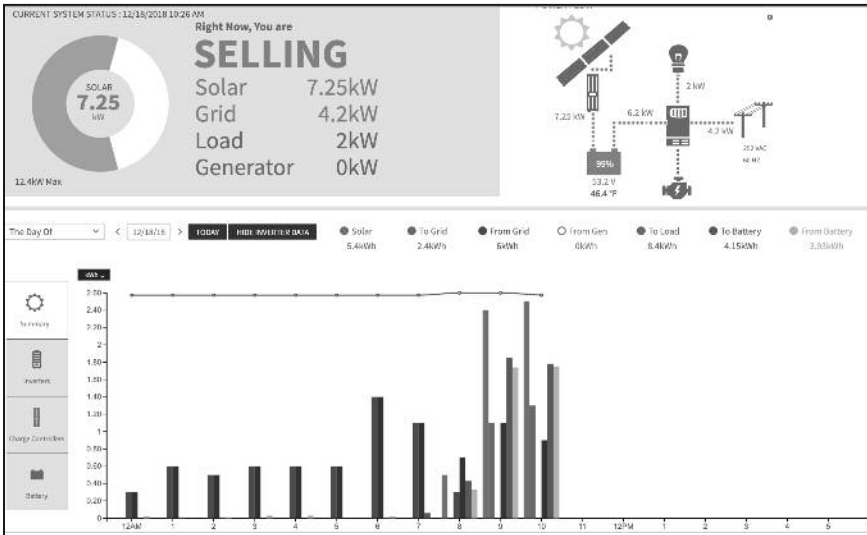 CURRENT SYSTEM STATUS : 12/18/2018 10:26 AM
Right Now, You are
SELLING
Solar 7.25kW
Grid 4.2kW
Load 2kW
Generator 0kW
SOLAR
7.25
kW
12.4kW Max
2 kW
7.25 kW
6.2 kW
4.2 kW
252 VAC
60 HZ
99%
53.2 V
46.4 °F
The Day Of
12/18/18
TODAY
HIDE INVERTER DATA
Solar
5.4kWh
To Grid
2.4kWh
From Grid
6kWh
From Gen
0kWh
To Load
8.4kWh
To Battery
4.15kWh
From Battery
3.93kWh
kWh
Summary
Inverters
Charge Controllers
Battery
2.60
2.40
2.20
2
1.80
1.60
1.40
1.20
1
0.80
0.60
0.40
0.20
0
12AM 1 2 3 4 5 6 7 8 9 10 11 12PM 1 2 3 4 5